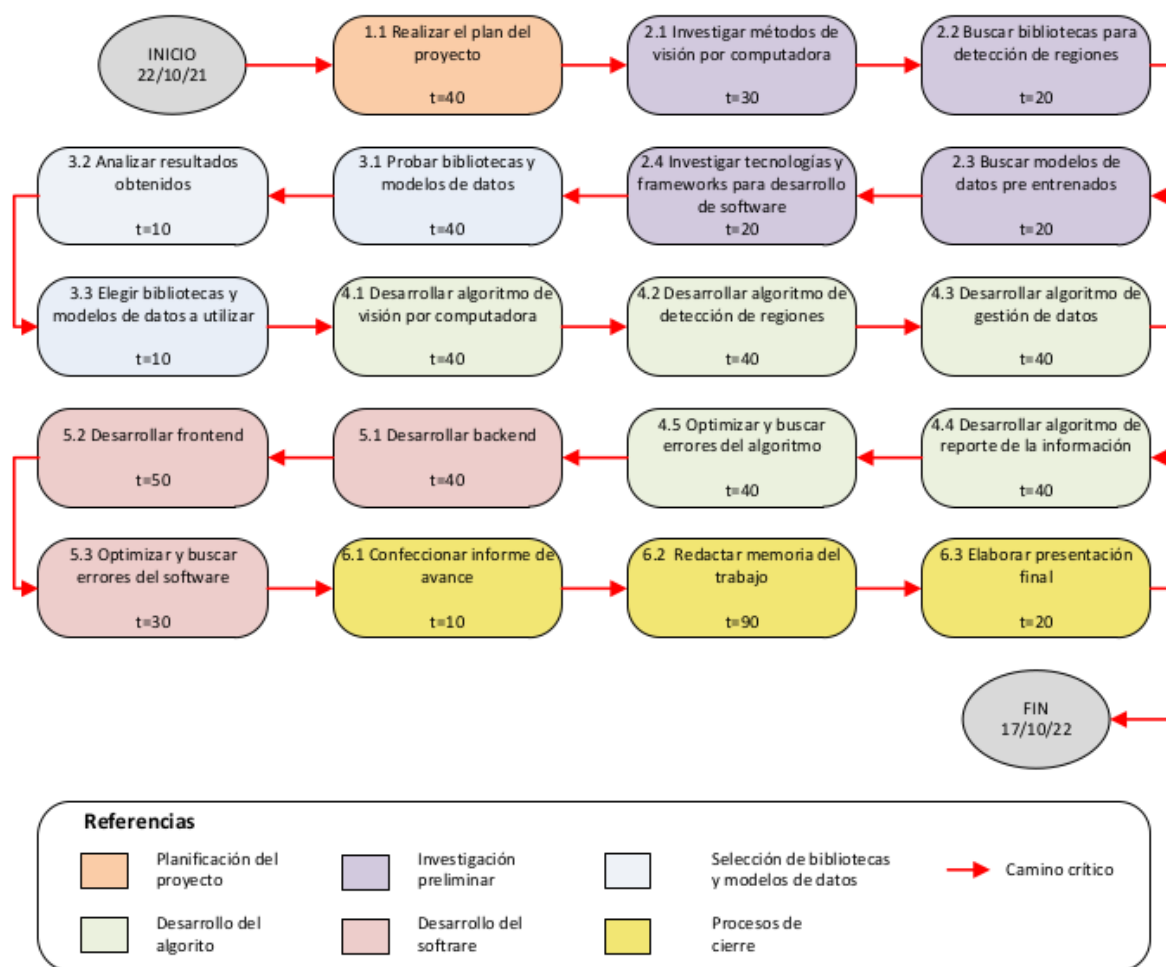 INICIO
22/10/21
1.1 Realizar el plan del
proyecto
t=40
2.1 Investigar métodos de
visión por computadora
t=30
2.2 Buscar bibliotecas para
detección de regiones
t=20
3.2 Analizar resultados
obtenidos
t=10
3.1 Probar bibliotecas y
modelos de datos
t=40
2.4 Investigar tecnologías y
frameworks para desarrollo
de software
t=20
2.3 Buscar modelos de
datos pre entrenados
t=20
3.3 Elegir bibliotecas y
modelos de datos a utilizar
t=10
4.1 Desarrollar algoritmo de
visión por computadora
t=40
4.2 Desarrollar algoritmo de
detección de regiones
t=40
4.3 Desarrollar algoritmo de
gestión de datos
t=40
5.2 Desarrollar frontend
t=50
5.1 Desarrollar backend
t=40
4.5 Optimizar y buscar
errores del algoritmo
t=40
4.4 Desarrollar algoritmo de
reporte de la información
t=40
5.3 Optimizar y buscar
errores del software
t=30
6.1 Confeccionar informe de
avance
t=10
6.2 Redactar memoria del
trabajo
t=90
6.3 Elaborar presentación
final
t=20
FIN
17/10/22
Referencias
Planificación del
proyecto
Investigación
preliminar
Selección de bibliotecas
y modelos de datos
Camino crítico
Desarrollo del
algorito
Desarrollo del
softrare
Procesos de
cierre